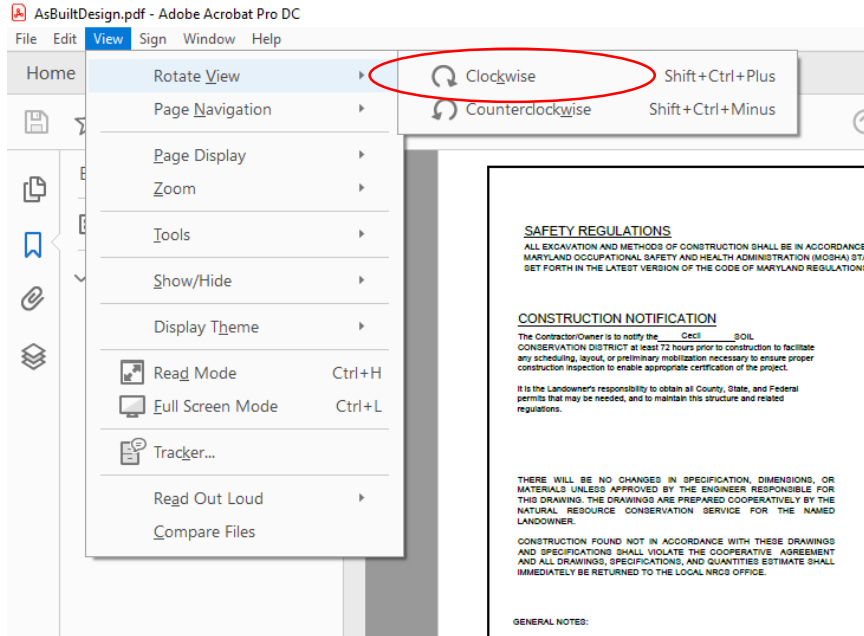 AsBuiltDesign.pdf - Adobe Acrobat Pro DC
File Edit View Sign Window Help
Home
Rotate View
Clockwise Shift+Ctrl+Plus
Page Navigation
Counterclockwise Shift+Ctrl+Minus
Page Display
Zoom
Tools
Show/Hide
Display Theme
Read Mode Ctrl+H
Full Screen Mode Ctrl+L
Tracker...
Read Out Loud
Compare Files
SAFETY REGULATIONS
ALL EXCAVATION AND METHODS OF CONSTRUCTION SHALL BE IN ACCORDANCE
MARYLAND OCCUPATIONAL SAFETY AND HEALTH ADMINISTRATION (MOSHA) STA
SET FORTH IN THE LATEST VERSION OF THE CODE OF MARYLAND REGULATIONS
CONSTRUCTION NOTIFICATION
The Contractor/Owner is to notify the Cecil SOIL
CONSERVATION DISTRICT at least 72 hours prior to construction to facilitate
any scheduling, layout, or preliminary mobilization necessary to ensure proper
construction inspection to enable appropriate certification of the project.
It is the Landowner's responsibility to obtain all County, State, and Federal
permits that may be needed, and to maintain this structure and related
regulations.
THERE WILL BE NO CHANGES IN SPECIFICATION, DIMENSIONS, OR
MATERIALS UNLESS APPROVED BY THE ENGINEER RESPONSIBLE FOR
THIS DRAWING. THE DRAWINGS ARE PREPARED COOPERATIVELY BY THE
NATURAL RESOURCE CONSERVATION SERVICE FOR THE NAMED
LANDOWNER.
CONSTRUCTION FOUND NOT IN ACCORDANCE WITH THESE DRAWINGS
AND SPECIFICATIONS SHALL VIOLATE THE COOPERATIVE AGREEMENT
AND ALL DRAWINGS, SPECIFICATIONS, AND QUANTITIES ESTIMATE SHALL
IMMEDIATELY BE RETURNED TO THE LOCAL NRCS OFFICE.
GENERAL NOTES: